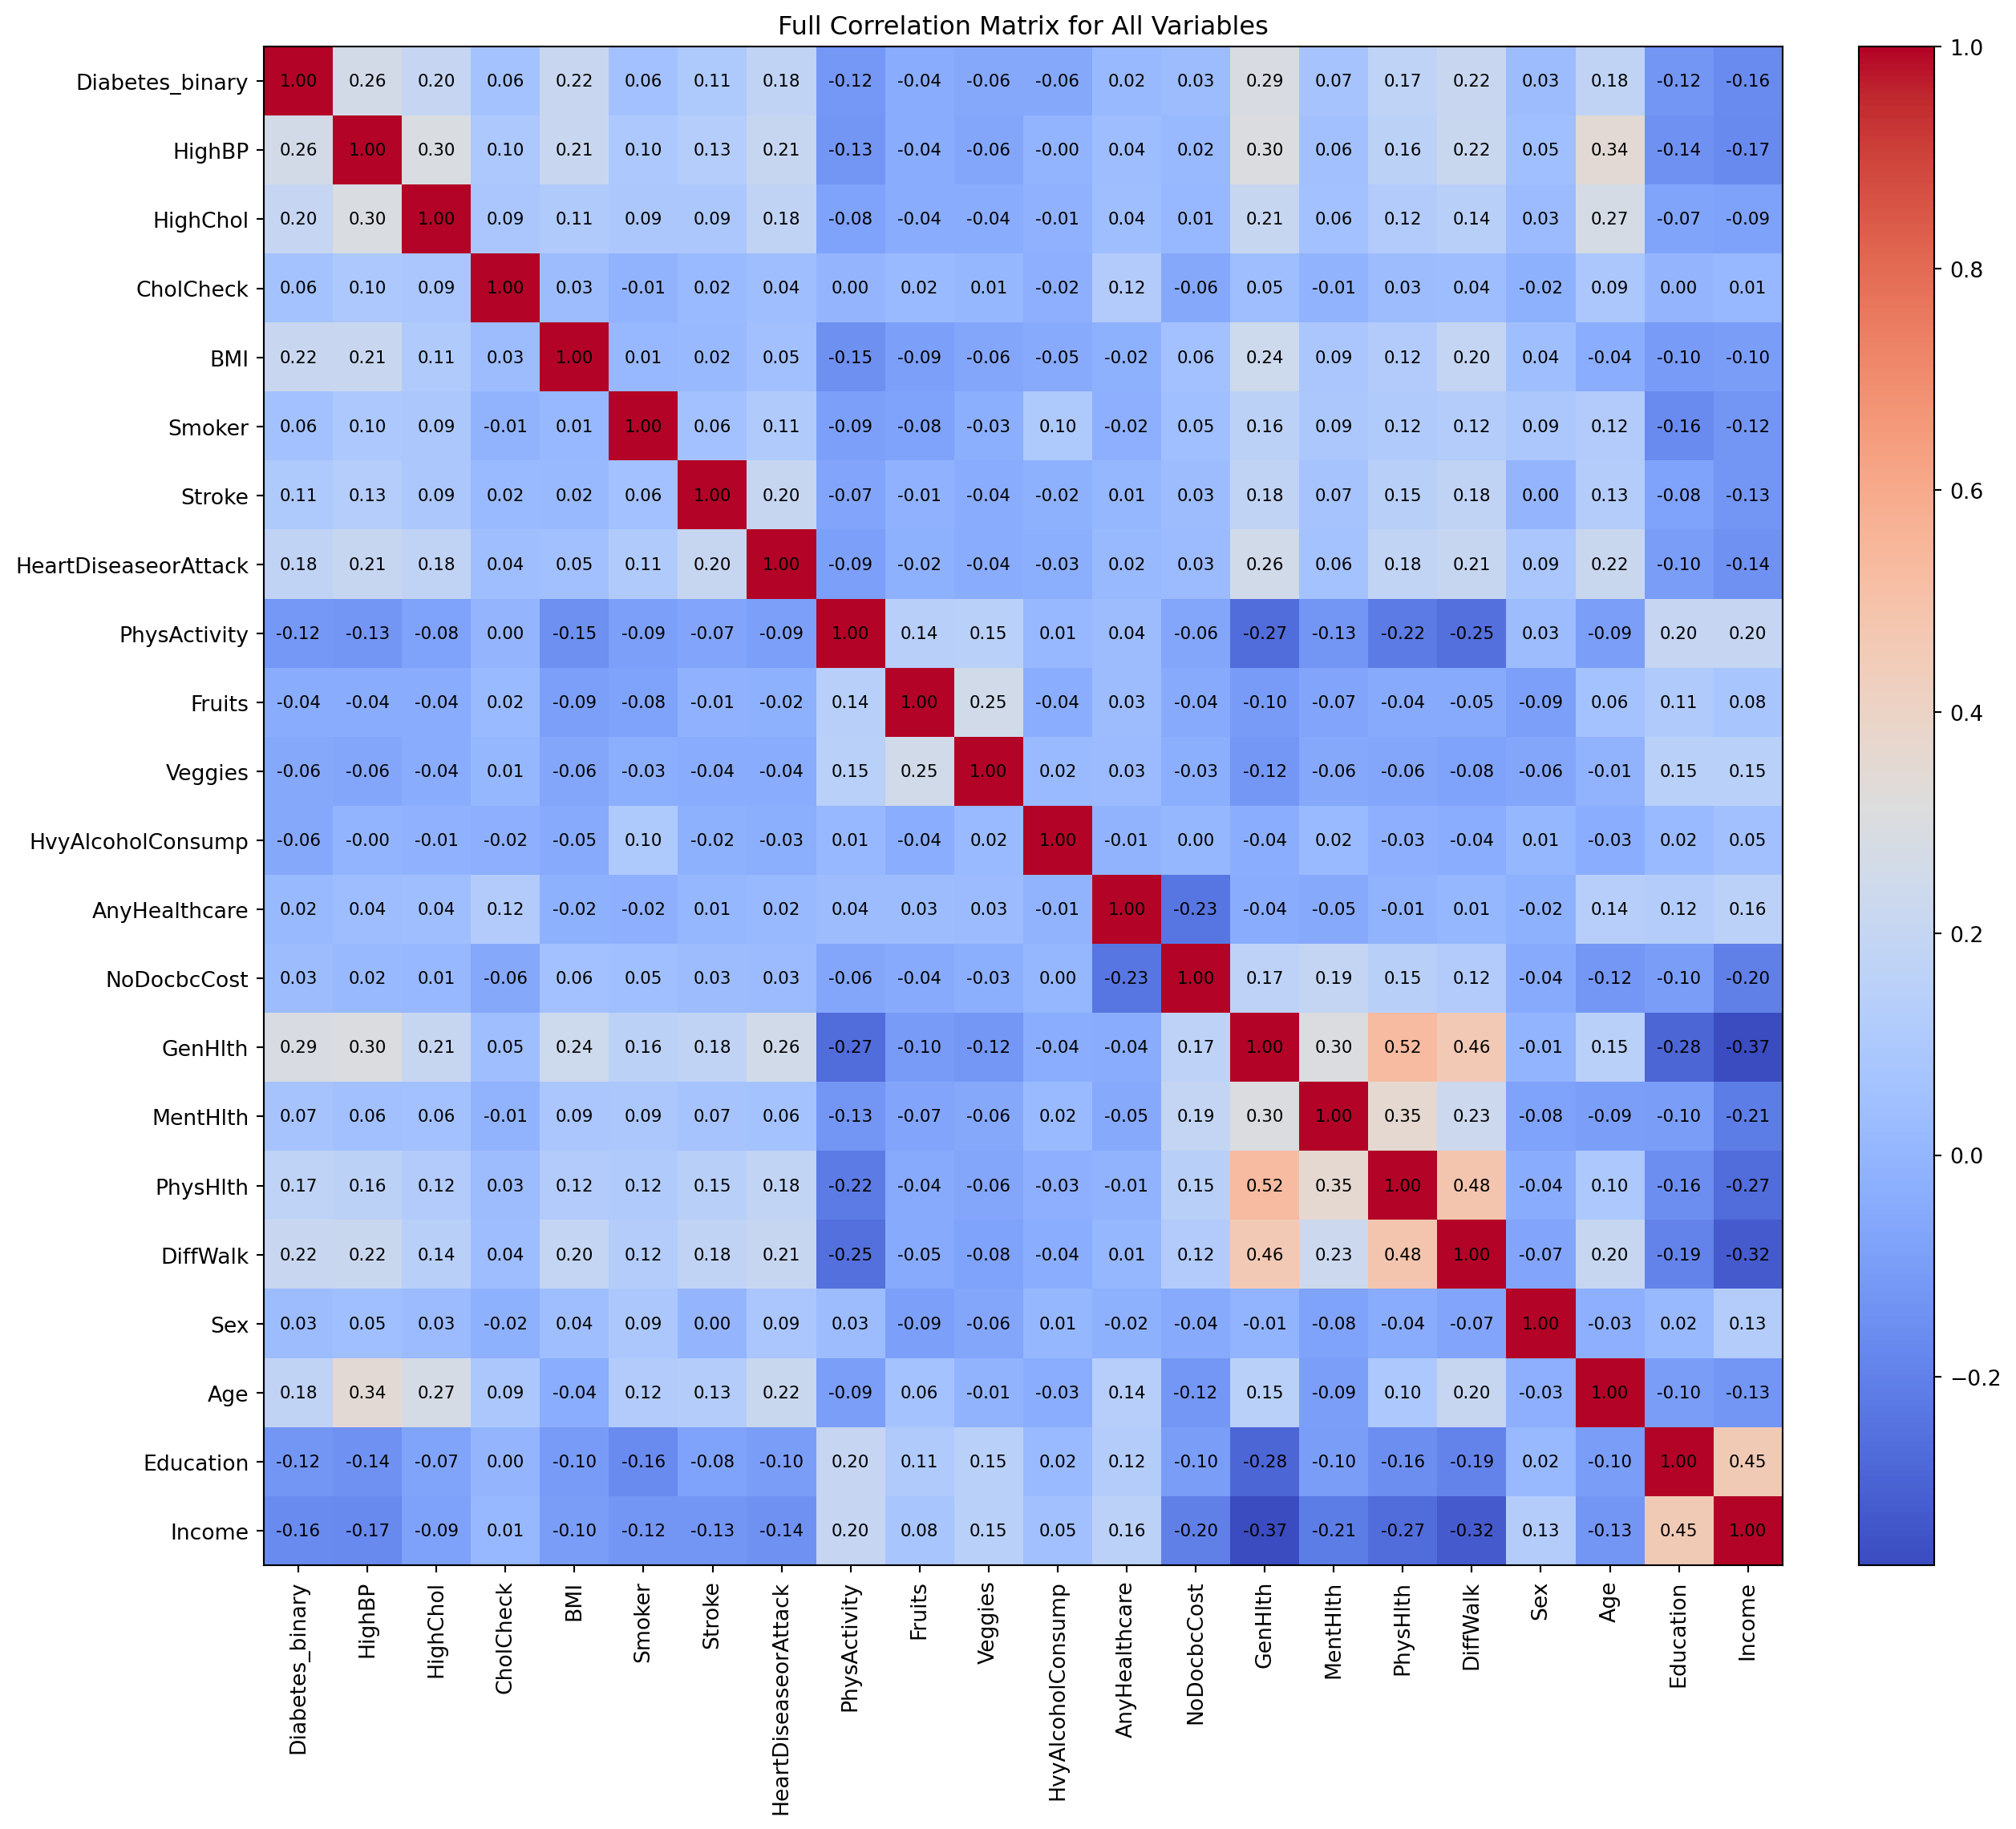 Full Correlation Matrix for All Variables
Diabetes_binary 1.00 0.26 0.20 0.06 0.22 0.06 0.11 0.18 -0.12 -0.04 -0.06 -0.06 0.02 0.03 0.29 0.07 0.17 0.22 0.03 0.18 -0.12 -0.16
HighBP 0.26 1.00 0.30 0.10 0.21 0.10 0.13 0.21 -0.13 -0.04 -0.06 -0.00 0.04 0.02 0.30 0.06 0.16 0.22 0.05 0.34 -0.14 -0.17
HighChol 0.20 0.30 1.00 0.09 0.11 0.09 0.09 0.18 -0.08 -0.04 -0.04 -0.01 0.04 0.01 0.21 0.06 0.12 0.14 0.03 0.27 -0.07 -0.09
CholCheck 0.06 0.10 0.09 1.00 0.03 -0.01 0.02 0.04 0.00 0.02 0.01 -0.02 0.12 -0.06 0.05 -0.01 0.03 0.04 -0.02 0.09 0.00 0.01
BMI 0.22 0.21 0.11 0.03 1.00 0.01 0.02 0.05 -0.15 -0.09 -0.06 -0.05 -0.02 0.06 0.24 0.09 0.12 0.20 0.04 -0.04 -0.10 -0.10
Smoker 0.06 0.10 0.09 -0.01 0.01 1.00 0.06 0.11 -0.09 -0.08 -0.03 0.10 -0.02 0.05 0.16 0.09 0.12 0.12 0.09 0.12 -0.16 -0.12
Stroke 0.11 0.13 0.09 0.02 0.02 0.06 1.00 0.20 -0.07 -0.01 -0.04 -0.02 0.01 0.03 0.18 0.07 0.15 0.18 0.00 0.13 -0.08 -0.13
HeartDiseaseorAttack 0.18 0.21 0.18 0.04 0.05 0.11 0.20 1.00 -0.09 -0.02 -0.04 -0.03 0.02 0.03 0.26 0.06 0.18 0.21 0.09 0.22 -0.10 -0.14
PhysActivity -0.12 -0.13 -0.08 0.00 -0.15 -0.09 -0.07 -0.09 1.00 0.14 0.15 0.01 0.04 -0.06 -0.27 -0.13 -0.22 -0.25 0.03 -0.09 0.20 0.20
Fruits -0.04 -0.04 -0.04 0.02 -0.09 -0.08 -0.01 -0.02 0.14 1.00 0.25 -0.04 0.03 -0.04 -0.10 -0.07 -0.04 -0.05 -0.09 0.06 0.11 0.08
Veggies -0.06 -0.06 -0.04 0.01 -0.06 -0.03 -0.04 -0.04 0.15 0.25 1.00 0.02 0.03 -0.03 -0.12 -0.06 -0.06 -0.08 -0.06 -0.01 0.15 0.15
HvyAlcoholConsump -0.06 -0.00 -0.01 -0.02 -0.05 0.10 -0.02 -0.03 0.01 -0.04 0.02 1.00 -0.01 0.00 -0.04 0.02 -0.03 -0.04 0.01 -0.03 0.02 0.05
AnyHealthcare 0.02 0.04 0.04 0.12 -0.02 -0.02 0.01 0.02 0.04 0.03 0.03 -0.01 1.00 -0.23 -0.04 -0.05 -0.01 0.01 -0.02 0.14 0.12 0.16
NoDocbcCost 0.03 0.02 0.01 -0.06 0.06 0.05 0.03 0.03 -0.06 -0.04 -0.03 0.00 -0.23 1.00 0.17 0.19 0.15 0.12 -0.04 -0.12 -0.10 -0.20
GenHlth 0.29 0.30 0.21 0.05 0.24 0.16 0.18 0.26 -0.27 -0.10 -0.12 -0.04 -0.04 0.17 1.00 0.30 0.52 0.46 -0.01 0.15 -0.28 -0.37
MentHlth 0.07 0.06 0.06 -0.01 0.09 0.09 0.07 0.06 -0.13 -0.07 -0.06 0.02 -0.05 0.19 0.30 1.00 0.35 0.23 -0.08 -0.09 -0.10 -0.21
PhysHlth 0.17 0.16 0.12 0.03 0.12 0.12 0.15 0.18 -0.22 -0.04 -0.06 -0.03 -0.01 0.15 0.52 0.35 1.00 0.48 -0.04 0.10 -0.16 -0.27
DiffWalk 0.22 0.22 0.14 0.04 0.20 0.12 0.18 0.21 -0.25 -0.05 -0.08 -0.04 0.01 0.12 0.46 0.23 0.48 1.00 -0.07 0.20 -0.19 -0.32
Sex 0.03 0.05 0.03 -0.02 0.04 0.09 0.00 0.09 0.03 -0.09 -0.06 0.01 -0.02 -0.04 -0.01 -0.08 -0.04 -0.07 1.00 -0.03 0.02 0.13
Age 0.18 0.34 0.27 0.09 -0.04 0.12 0.13 0.22 -0.09 0.06 -0.01 -0.03 0.14 -0.12 0.15 -0.09 0.10 0.20 -0.03 1.00 -0.10 -0.13
Education -0.12 -0.14 -0.07 0.00 -0.10 -0.16 -0.08 -0.10 0.20 0.11 0.15 0.02 0.12 -0.10 -0.28 -0.10 -0.16 -0.19 0.02 -0.10 1.00 0.45
Income -0.16 -0.17 -0.09 0.01 -0.10 -0.12 -0.13 -0.14 0.20 0.08 0.15 0.05 0.16 -0.20 -0.37 -0.21 -0.27 -0.32 0.13 -0.13 0.45 1.00
Diabetes_binary
HighBP
HighChol
CholCheck
BMI
Smoker
Stroke
HeartDiseaseorAttack
PhysActivity
Fruits
Veggies
HvyAlcoholConsump
AnyHealthcare
NoDocbcCost
GenHlth
MentHlth
PhysHlth
DiffWalk
Sex
Age
Education
Income
1.0
0.8
0.6
0.4
0.2
0.0
−0.2